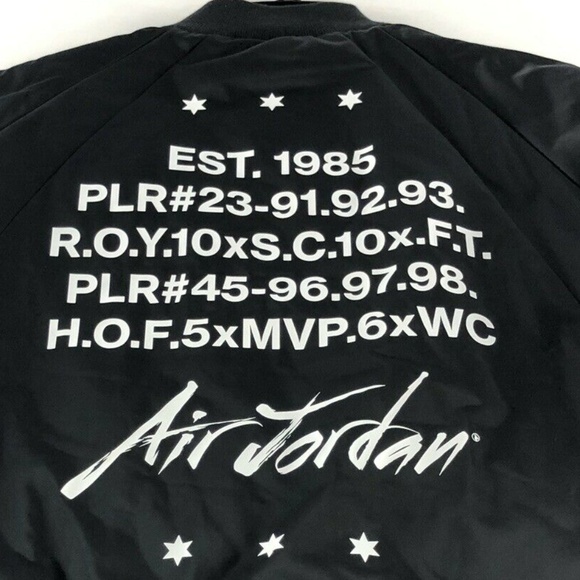 EST. 1985
PLR#23-91.92.93.
R.O.Y.10xS.C.10x.F.T.
PLR#45-96.97.98.
H.O.F.5xMVP.6xWC
Air Jordan®